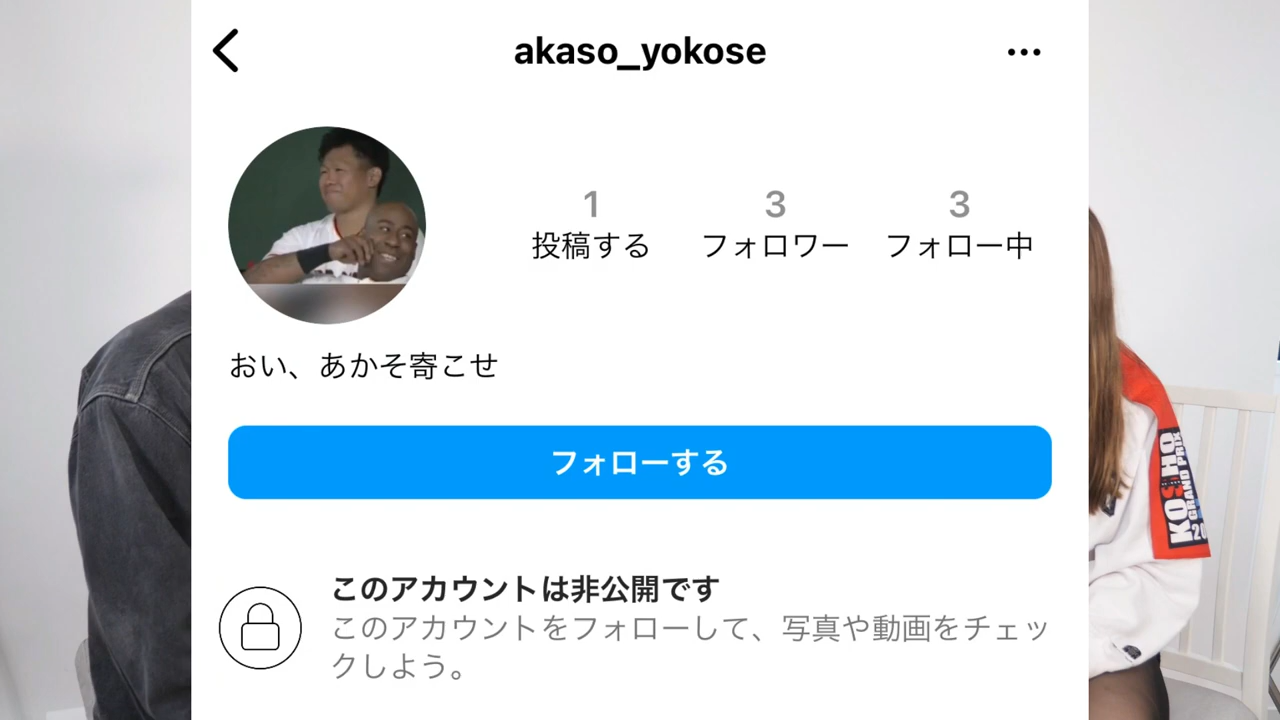 akaso_yokose
1
3
3
投稿する
フォロワー
フォロー中
おい、あかそ寄こせ
フォローする
このアカウントは非公開です
このアカウントをフォローして、写真や動画をチェッ
クしよう。
GRAND PRIX